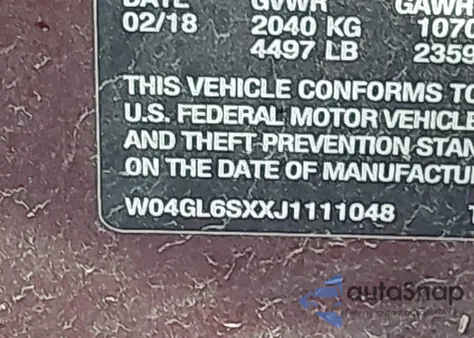 DATE GVWR GAWR
02/18 2040 KG 1070
4497 LB 2359
THIS VEHICLE CONFORMS TO
U.S. FEDERAL MOTOR VEHICLE
AND THEFT PREVENTION STAN
ON THE DATE OF MANUFACTU
W04GL6SXXJ1111048
autoSnap